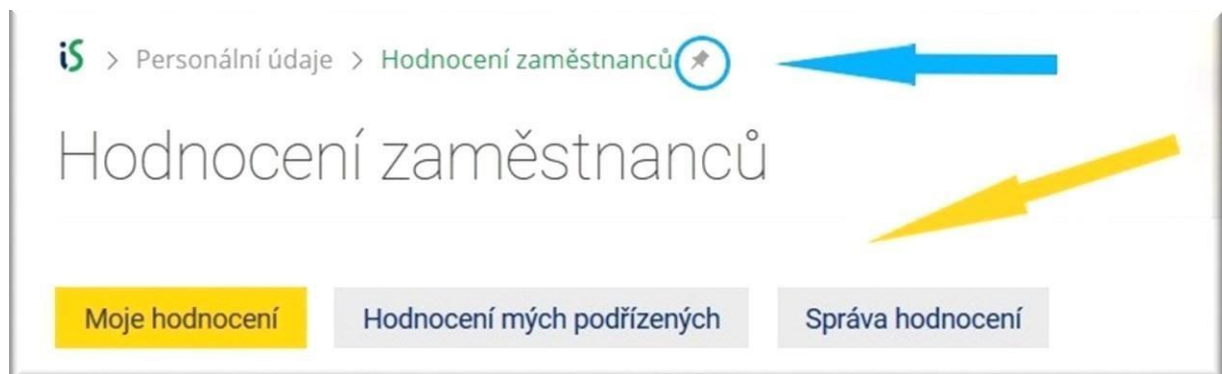 iS > Personální údaje > Hodnocení zaměstnanců
Hodnocení zaměstnanců
Moje hodnocení Hodnocení mých podřízených Správa hodnocení